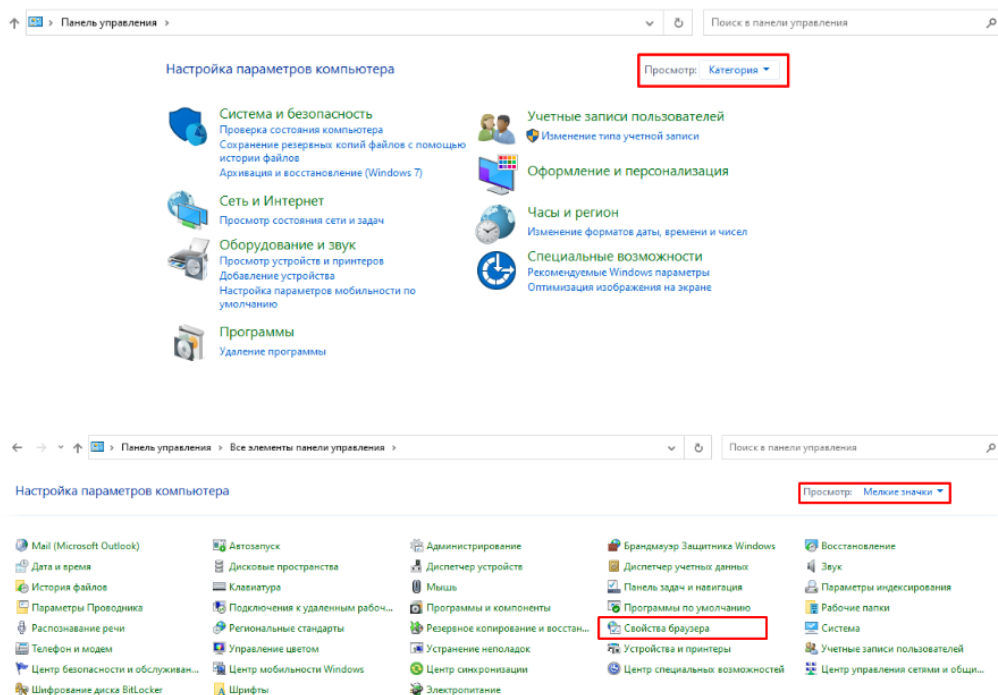 Панель управления
Поиск в панели управления
Настройка параметров компьютера
Просмотр: Категория
Система и безопасность
Проверка состояния компьютера
Сохранение резервных копий файлов с помощью
истории файлов
Архивация и восстановление (Windows 7)
Сеть и Интернет
Просмотр состояния сети и задач
Оборудование и звук
Просмотр устройств и принтеров
Добавление устройства
Настройка параметров мобильности по
умолчанию
Программы
Удаление программы
Учетные записи пользователей
Изменение типа учетной записи
Оформление и персонализация
Часы и регион
Изменение форматов даты, времени и чисел
Специальные возможности
Рекомендуемые Windows параметры
Оптимизация изображения на экране
Панель управления > Все элементы панели управления >
Поиск в панели управления
Настройка параметров компьютера
Просмотр: Мелкие значки
Mail (Microsoft Outlook)
Автозапуск
Администрирование
Брандмауэр Защитника Windows
Восстановление
Дата и время
Дисковые пространства
Диспетчер устройств
Диспетчер учетных данных
Звук
История файлов
Клавиатура
Мышь
Панель задач и навигация
Параметры индексирования
Параметры Проводника
Подключения к удаленным рабоч...
Программы и компоненты
Программы по умолчанию
Рабочие папки
Распознавание речи
Региональные стандарты
Резервное копирование и восстан...
Свойства браузера
Система
Телефон и модем
Управление цветом
Устранение неполадок
Устройства и принтеры
Учетные записи пользователей
Центр безопасности и обслуживан...
Центр мобильности Windows
Центр синхронизации
Центр специальных возможностей
Центр управления сетями и общи...
Шифрование диска BitLocker
Шрифты
Электропитание